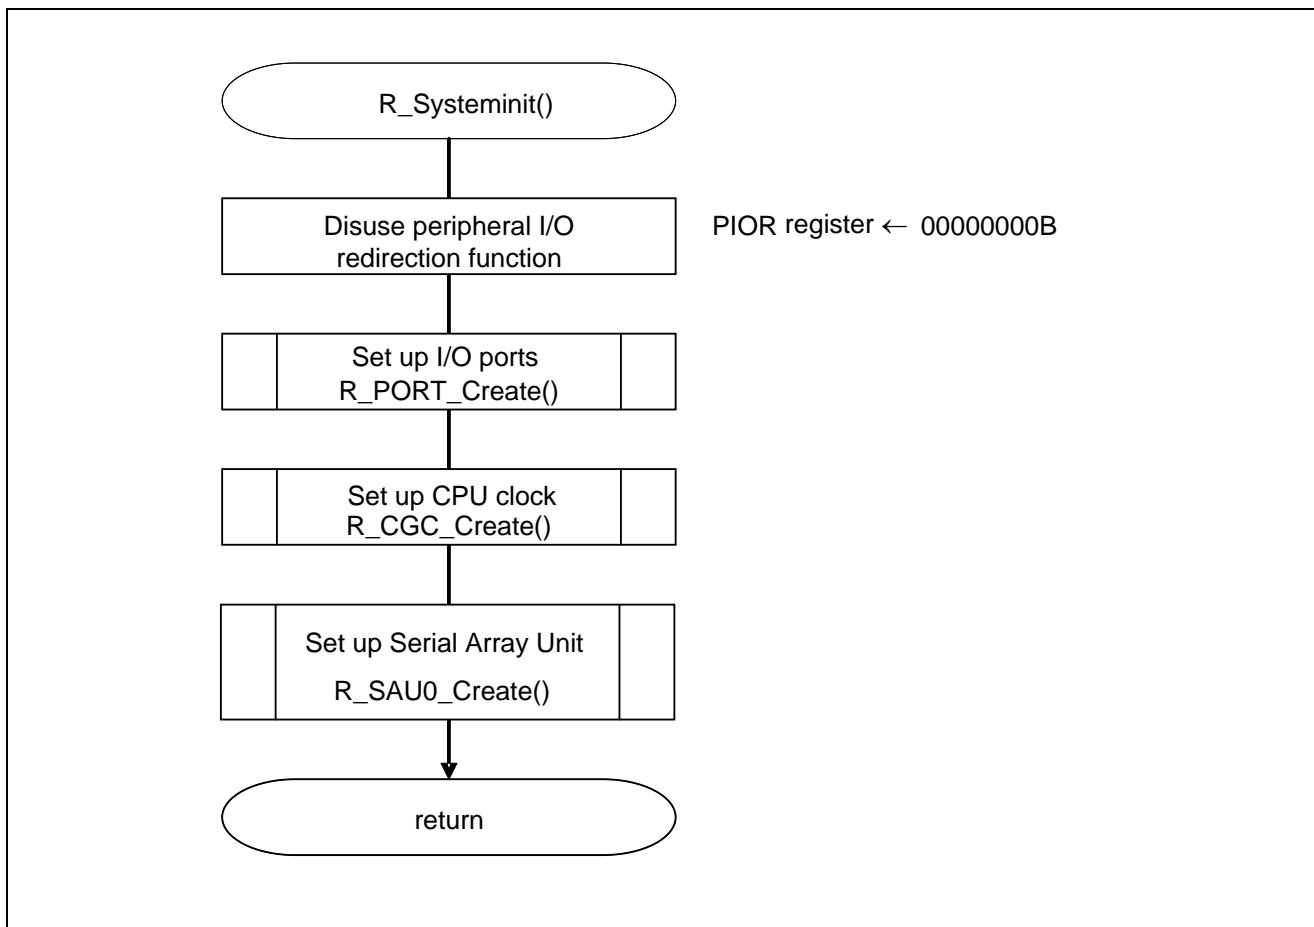 R_Systeminit()
Disuse peripheral I/O
redirection function
PIOR register ← 00000000B
Set up I/O ports
R_PORT_Create()
Set up CPU clock
R_CGC_Create()
Set up Serial Array Unit
R_SAU0_Create()
return